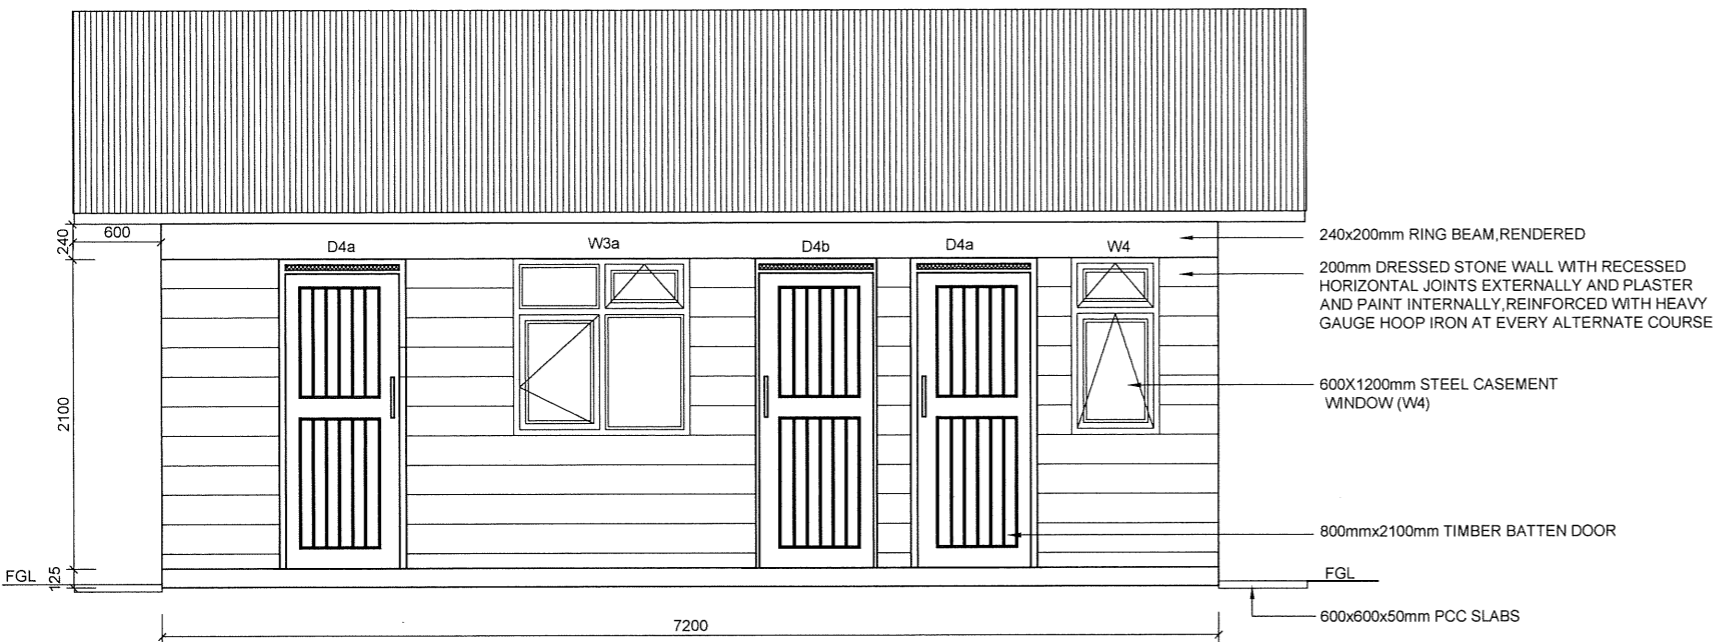 240
600
D4a
W3a
D4b
D4a
W4
240x200mm RING BEAM,RENDERED
200mm DRESSED STONE WALL WITH RECESSED
HORIZONTAL JOINTS EXTERNALLY AND PLASTER
AND PAINT INTERNALLY,REINFORCED WITH HEAVY
GAUGE HOOP IRON AT EVERY ALTERNATE COURSE
2100
600X1200mm STEEL CASEMENT
WINDOW (W4)
800mmx2100mm TIMBER BATTEN DOOR
FGL
125
FGL
600x600x50mm PCC SLABS
7200